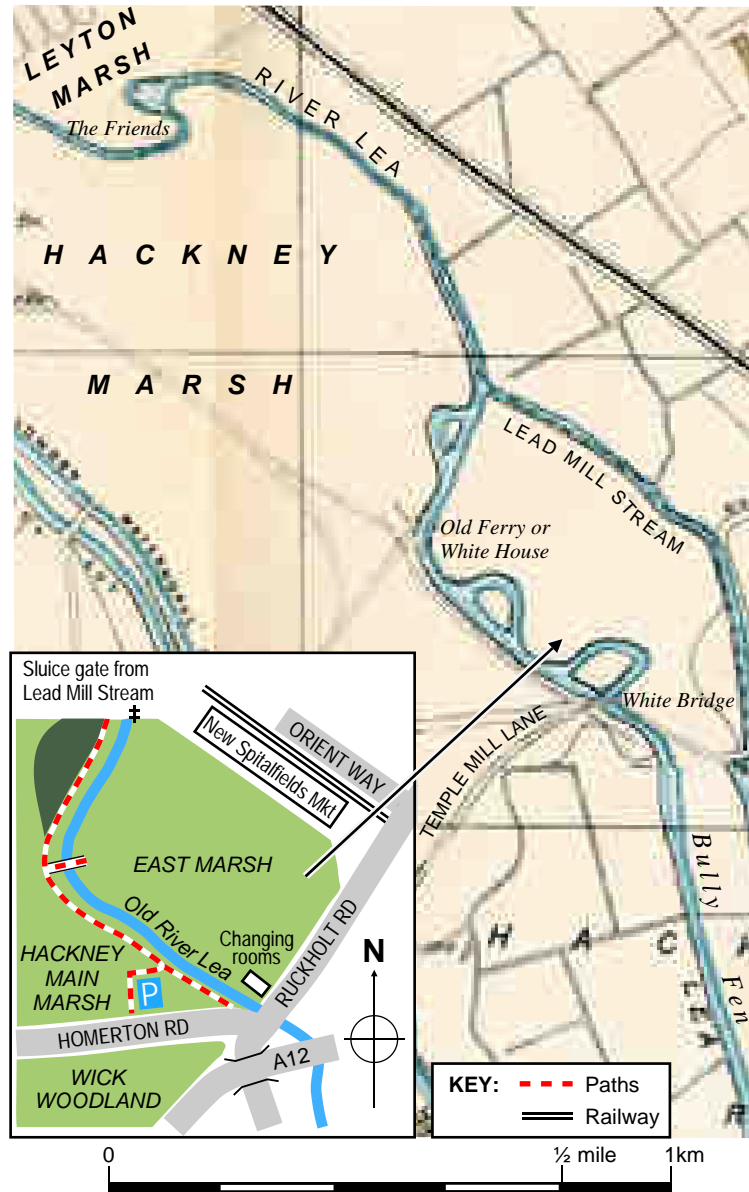 LEYTON
MARSH
The Friends
RIVER LEA
HACKNEY
MARSH
LEAD MILL STREAM
Old Ferry or
White House
White Bridge
TEMPLE MILL LANE
Bully
Fen
H A C
LEA
R
Sluice gate from
Lead Mill Stream
New Spitalfields Mkt
ORIENT WAY
EAST MARSH
Old River Lea
Changing
rooms
RUCKHOLT RD
N
HACKNEY
MAIN
MARSH
P
HOMERTON RD
A12
WICK
WOODLAND
KEY:
Paths
Railway
0
½ mile
1km